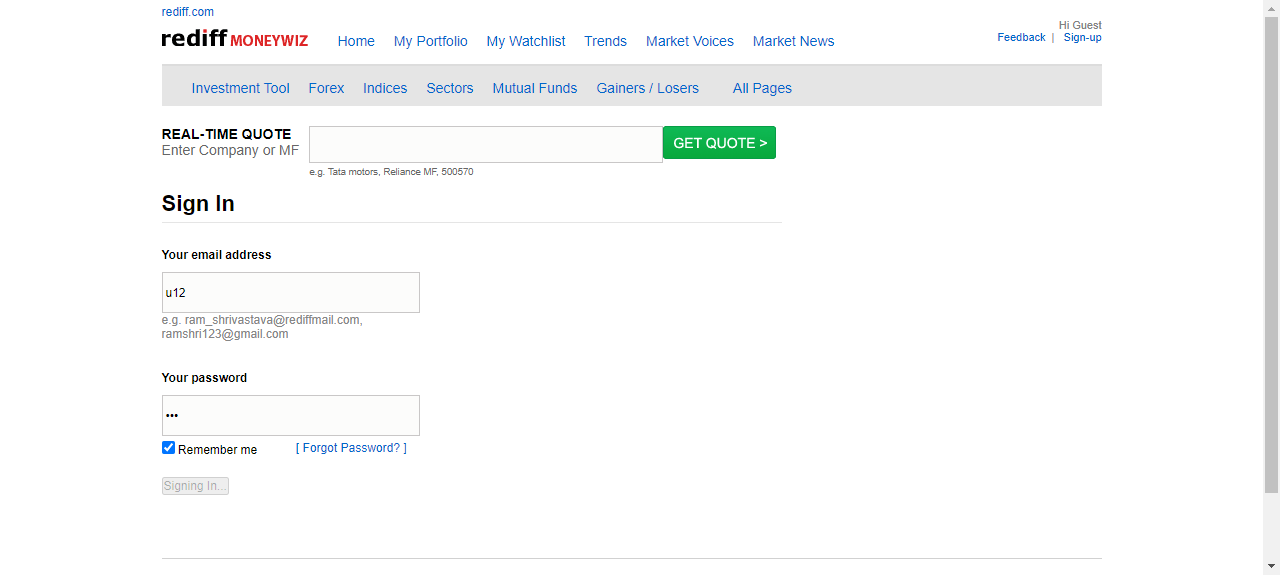 rediff.com
rediff MONEYWIZ
Home My Portfolio My Watchlist Trends Market Voices Market News
Hi Guest
Feedback | Sign-up
Investment Tool Forex Indices Sectors Mutual Funds Gainers / Losers All Pages
REAL-TIME QUOTE
Enter Company or MF
GET QUOTE >
e.g. Tata motors, Reliance MF, 500570
Sign In
Your email address
u12
e.g. ram_shrivastava@rediffmail.com,
ramshri123@gmail.com
Your password
•••
Remember me [ Forgot Password? ]
Signing In...